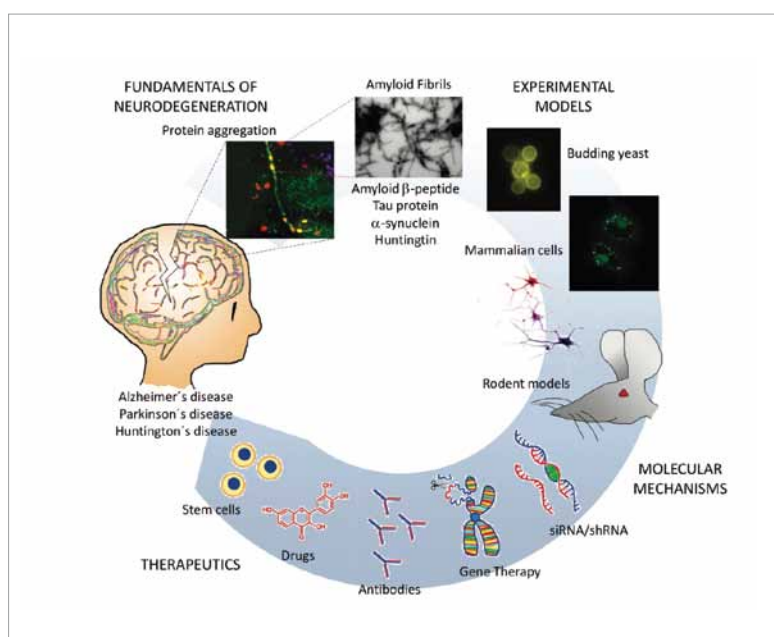 FUNDAMENTALS OF
NEURODEGENERATION
Protein aggregation
Amyloid Fibrils
Amyloid β-peptide
Tau protein
α-synuclein
Huntingtin
EXPERIMENTAL
MODELS
Budding yeast
Mammalian cells
Rodent models
MOLECULAR
MECHANISMS
siRNA/shRNA
Gene Therapy
Antibodies
Drugs
Stem cells
THERAPEUTICS
Alzheimer´s disease
Parkinson´s disease
Huntington´s disease